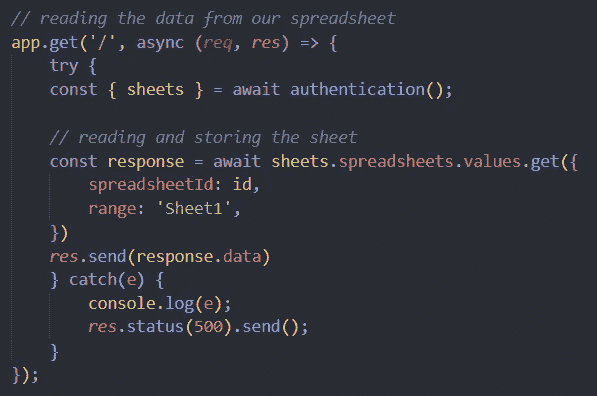 // reading the data from our spreadsheet
app.get('/', async (req, res) => {
    try {
    const { sheets } = await authentication();

    // reading and storing the sheet
    const response = await sheets.spreadsheets.values.get({
        spreadsheetId: id,
        range: 'Sheet1',
    })
    res.send(response.data)
    } catch(e) {
        console.log(e);
        res.status(500).send();
    }
});